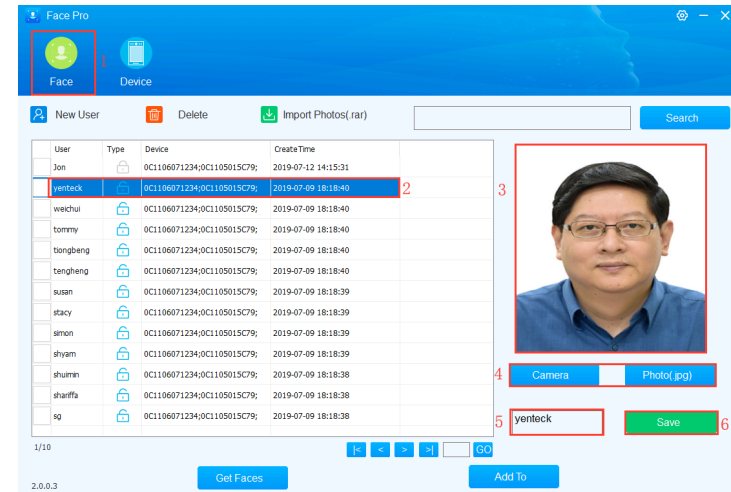 Face Pro
1
Face Device
New User Delete Import Photos(.rar) Search
User Type Device CreateTime
Jon 0C1106071234;0C1105015C79; 2019-07-12 14:15:31
yenteck 0C1106071234;0C1105015C79; 2019-07-09 18:18:40 2
3
weichui 0C1106071234;0C1105015C79; 2019-07-09 18:18:40
tommy 0C1106071234;0C1105015C79; 2019-07-09 18:18:40
tiongbeng 0C1106071234;0C1105015C79; 2019-07-09 18:18:40
tengheng 0C1106071234;0C1105015C79; 2019-07-09 18:18:40
susan 0C1106071234;0C1105015C79; 2019-07-09 18:18:39
stacy 0C1106071234;0C1105015C79; 2019-07-09 18:18:39
simon 0C1106071234;0C1105015C79; 2019-07-09 18:18:39
shyam 0C1106071234;0C1105015C79; 2019-07-09 18:18:39
shuimin 0C1106071234;0C1105015C79; 2019-07-09 18:18:38
4 Camera Photo(.jpg)
shariffa 0C1106071234;0C1105015C79; 2019-07-09 18:18:38
sg 0C1106071234;0C1105015C79; 2019-07-09 18:18:38
5 yenteck Save 6
1/10 |< < > >| GO
Get Faces Add To
2.0.0.3